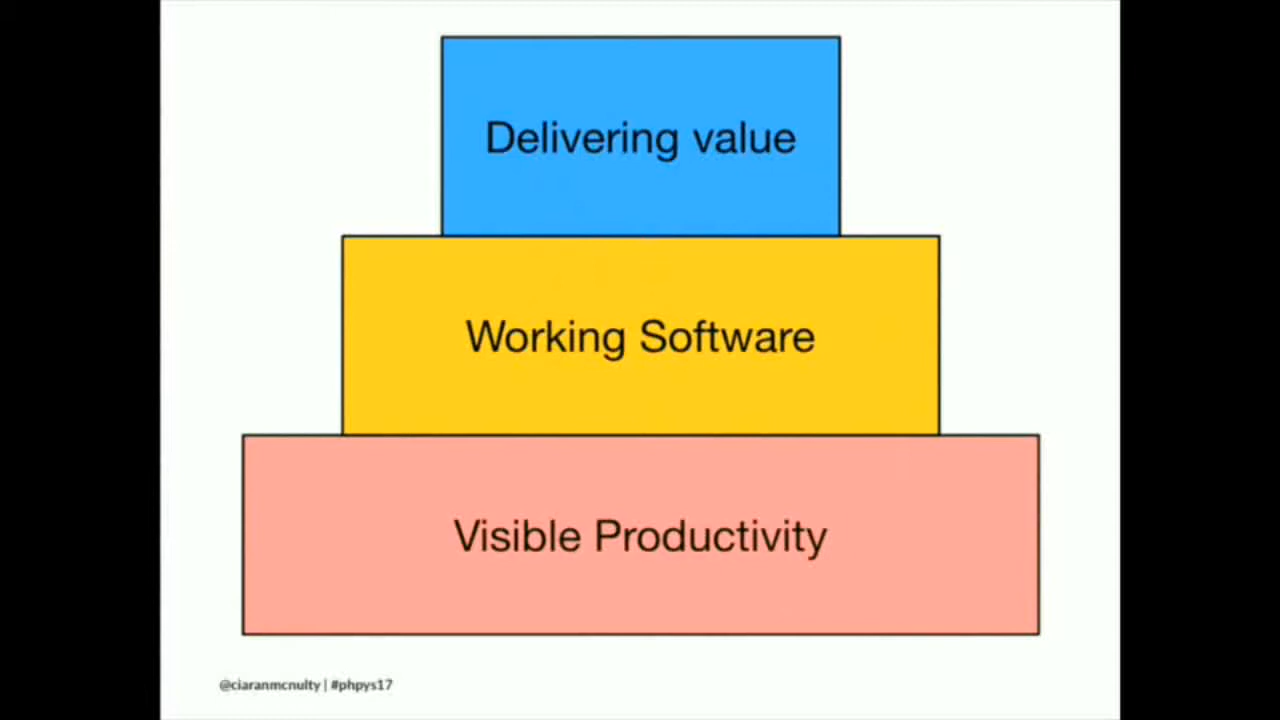 Delivering value
Working Software
Visible Productivity
@ciaranmcnulty | #phpys17